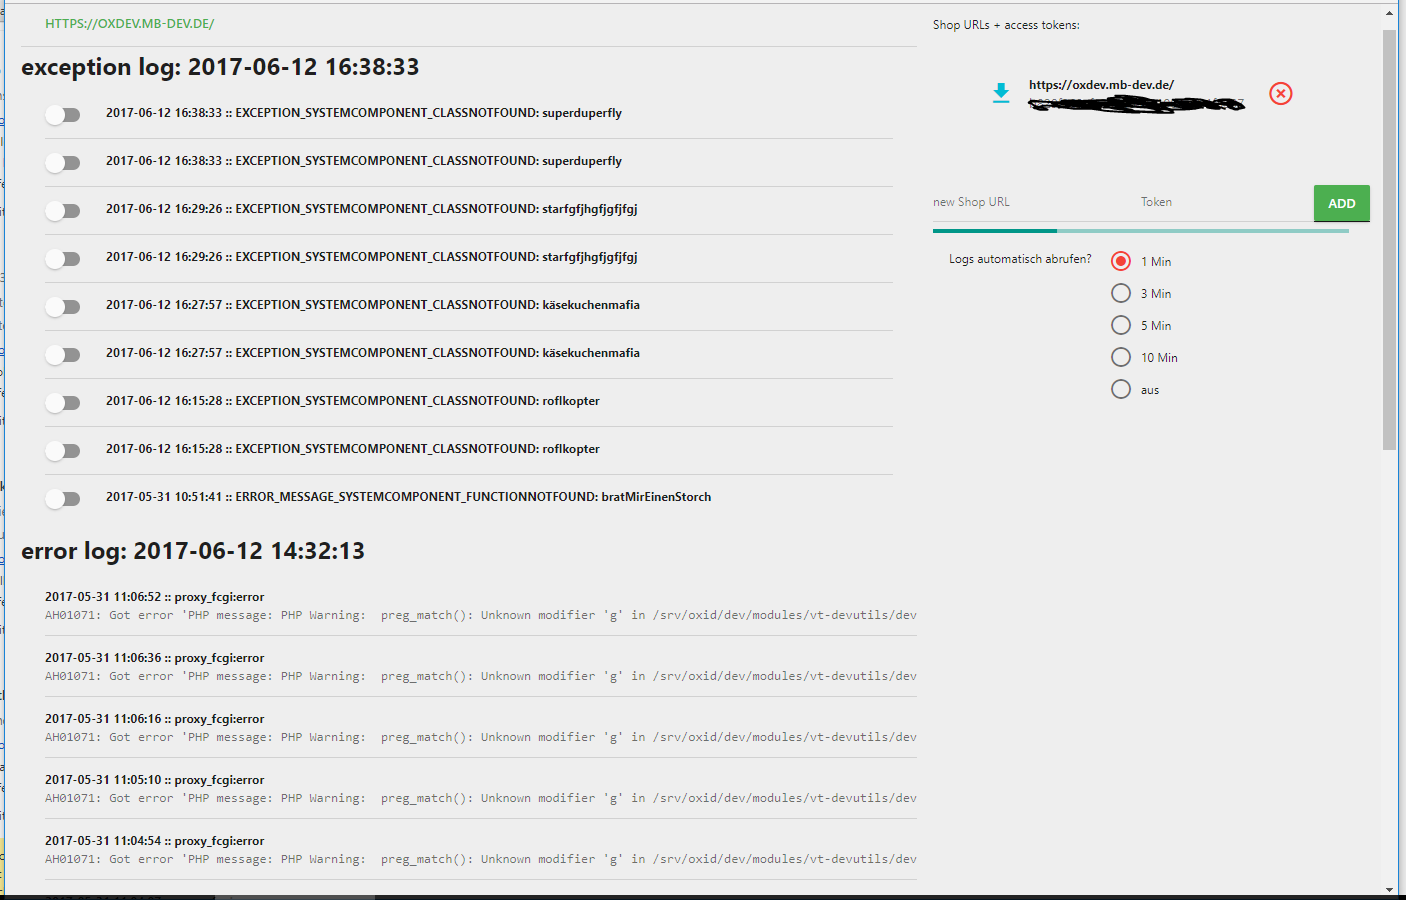 HTTPS://OXDEV.MB-DEV.DE/
exception log: 2017-06-12 16:38:33
2017-06-12 16:38:33 :: EXCEPTION_SYSTEMCOMPONENT_CLASSNOTFOUND: superduperfly
2017-06-12 16:38:33 :: EXCEPTION_SYSTEMCOMPONENT_CLASSNOTFOUND: superduperfly
2017-06-12 16:29:26 :: EXCEPTION_SYSTEMCOMPONENT_CLASSNOTFOUND: starfgfjhgfjgfjfgj
2017-06-12 16:29:26 :: EXCEPTION_SYSTEMCOMPONENT_CLASSNOTFOUND: starfgfjhgfjgfjfgj
2017-06-12 16:27:57 :: EXCEPTION_SYSTEMCOMPONENT_CLASSNOTFOUND: käsekuchenmafia
2017-06-12 16:27:57 :: EXCEPTION_SYSTEMCOMPONENT_CLASSNOTFOUND: käsekuchenmafia
2017-06-12 16:15:28 :: EXCEPTION_SYSTEMCOMPONENT_CLASSNOTFOUND: roflkopter
2017-06-12 16:15:28 :: EXCEPTION_SYSTEMCOMPONENT_CLASSNOTFOUND: roflkopter
2017-05-31 10:51:41 :: ERROR_MESSAGE_SYSTEMCOMPONENT_FUNCTIONNOTFOUND: bratMirEinenStorch
error log: 2017-06-12 14:32:13
2017-05-31 11:06:52 :: proxy_fcgi:error
AH01071: Got error 'PHP message: PHP Warning:  preg_match(): Unknown modifier 'g' in /srv/oxid/dev/modules/vt-devutils/dev
2017-05-31 11:06:36 :: proxy_fcgi:error
AH01071: Got error 'PHP message: PHP Warning:  preg_match(): Unknown modifier 'g' in /srv/oxid/dev/modules/vt-devutils/dev
2017-05-31 11:06:16 :: proxy_fcgi:error
AH01071: Got error 'PHP message: PHP Warning:  preg_match(): Unknown modifier 'g' in /srv/oxid/dev/modules/vt-devutils/dev
2017-05-31 11:05:10 :: proxy_fcgi:error
AH01071: Got error 'PHP message: PHP Warning:  preg_match(): Unknown modifier 'g' in /srv/oxid/dev/modules/vt-devutils/dev
2017-05-31 11:04:54 :: proxy_fcgi:error
AH01071: Got error 'PHP message: PHP Warning:  preg_match(): Unknown modifier 'g' in /srv/oxid/dev/modules/vt-devutils/dev
Shop URLs + access tokens:
https://oxdev.mb-dev.de/
new Shop URL
Token
ADD
Logs automatisch abrufen?
1 Min
3 Min
5 Min
10 Min
aus